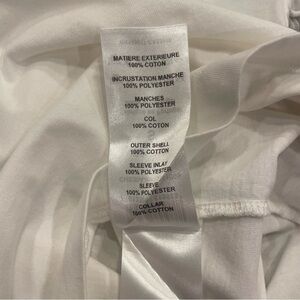 MATIERE EXTERIEURE
100% COTON
INCRUSTATION MANCHE
100% POLYESTER
MANCHES
100% POLYESTER
COL
100% COTON
OUTER SHELL
100% COTTON
SLEEVE INLAY
100% POLYESTER
SLEEVE
100% POLYESTER
COLLAR
100% COTTON